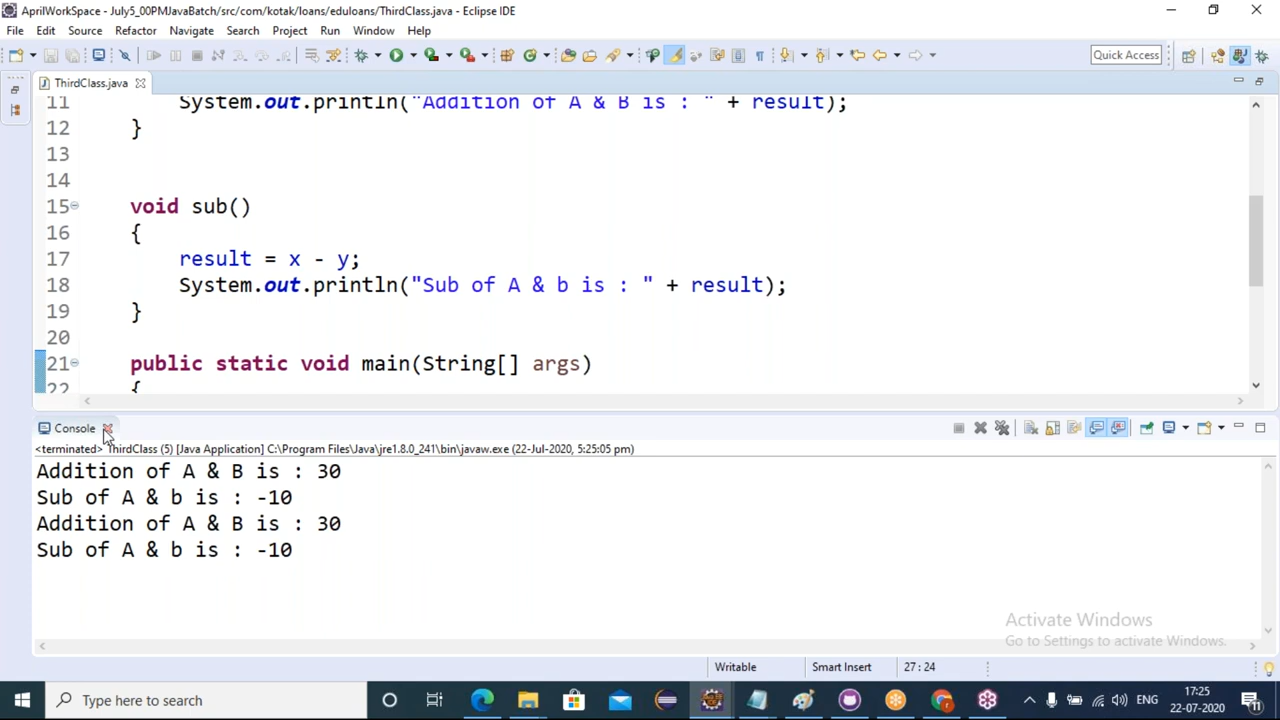 AprilWorkSpace - July5_00PMJavaBatch/src/com/kotak/loans/eduloans/ThirdClass.java - Eclipse IDE
File Edit Source Refactor Navigate Search Project Run Window Help
Quick Access
ThirdClass.java
11 System.out.println("Addition of A & B is : " + result);
12 }
13
14
15 void sub()
16 {
17 result = x - y;
18 System.out.println("Sub of A & b is : " + result);
19 }
20
21 public static void main(String[] args)
22 {
Console
<terminated> ThirdClass (5) [Java Application] C:\Program Files\Java\jre1.8.0_241\bin\javaw.exe (22-Jul-2020, 5:25:05 pm)
Addition of A & B is : 30
Sub of A & b is : -10
Addition of A & B is : 30
Sub of A & b is : -10
Activate Windows
Go to Settings to activate Windows.
Writable Smart Insert 27 : 24
Type here to search
ENG
17:25
22-07-2020
11